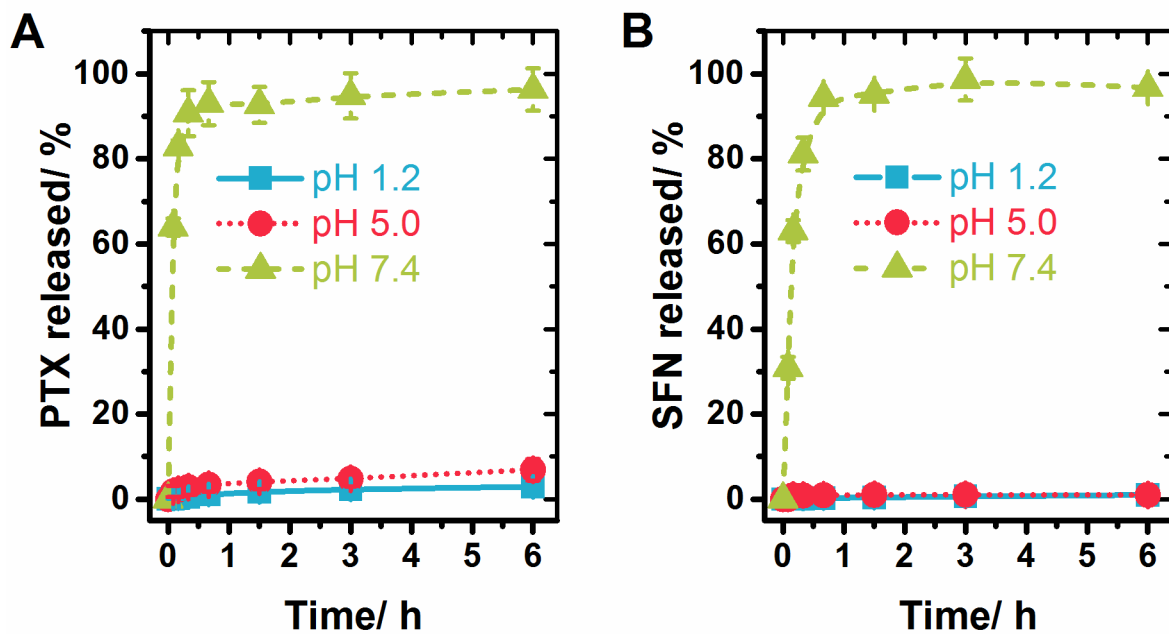 A
PTX released/ %
100
80
60
40
20
0
pH 1.2
pH 5.0
pH 7.4
0 1 2 3 4 5 6
Time/ h
B
SFN released/ %
100
80
60
40
20
0
pH 1.2
pH 5.0
pH 7.4
0 1 2 3 4 5 6
Time/ h